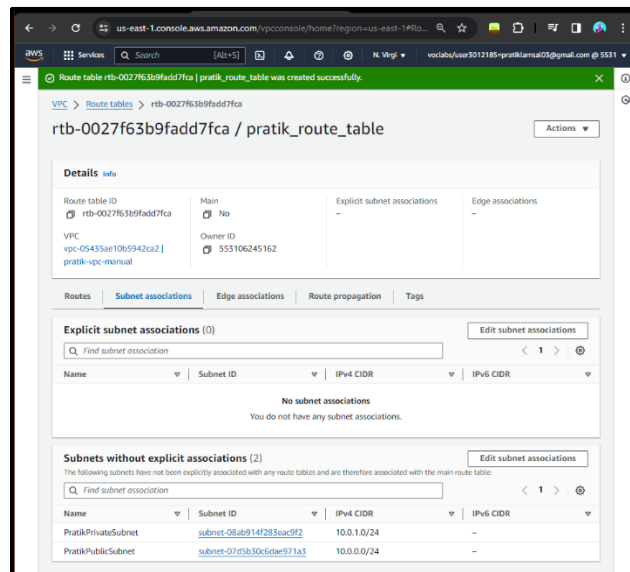 us-east-1.console.aws.amazon.com/vpcconsole/home?region=us-east-1#Ro...
aws Services Search [Alt+S] N. Virgi voclabs/user3012185=pratiklamsal03@gmail.com @ 5531
Route table rtb-0027f63b9fadd7fca | pratik_route_table was created successfully.
VPC > Route tables > rtb-0027f63b9fadd7fca
rtb-0027f63b9fadd7fca / pratik_route_table
Actions
Details Info
Route table ID Main Explicit subnet associations Edge associations
rtb-0027f63b9fadd7fca No – –
VPC Owner ID
vpc-05435ae10b5942ca2 | 553106245162
pratik-vpc-manual
Routes Subnet associations Edge associations Route propagation Tags
Explicit subnet associations (0) Edit subnet associations
Find subnet association 1
Name Subnet ID IPv4 CIDR IPv6 CIDR
No subnet associations
You do not have any subnet associations.
Subnets without explicit associations (2) Edit subnet associations
The following subnets have not been explicitly associated with any route tables and are therefore associated with the main route table:
Find subnet association 1
Name Subnet ID IPv4 CIDR IPv6 CIDR
PratikPrivateSubnet subnet-08ab914f283eac9f2 10.0.1.0/24 –
PratikPublicSubnet subnet-07d5b30c6dae971a3 10.0.0.0/24 –